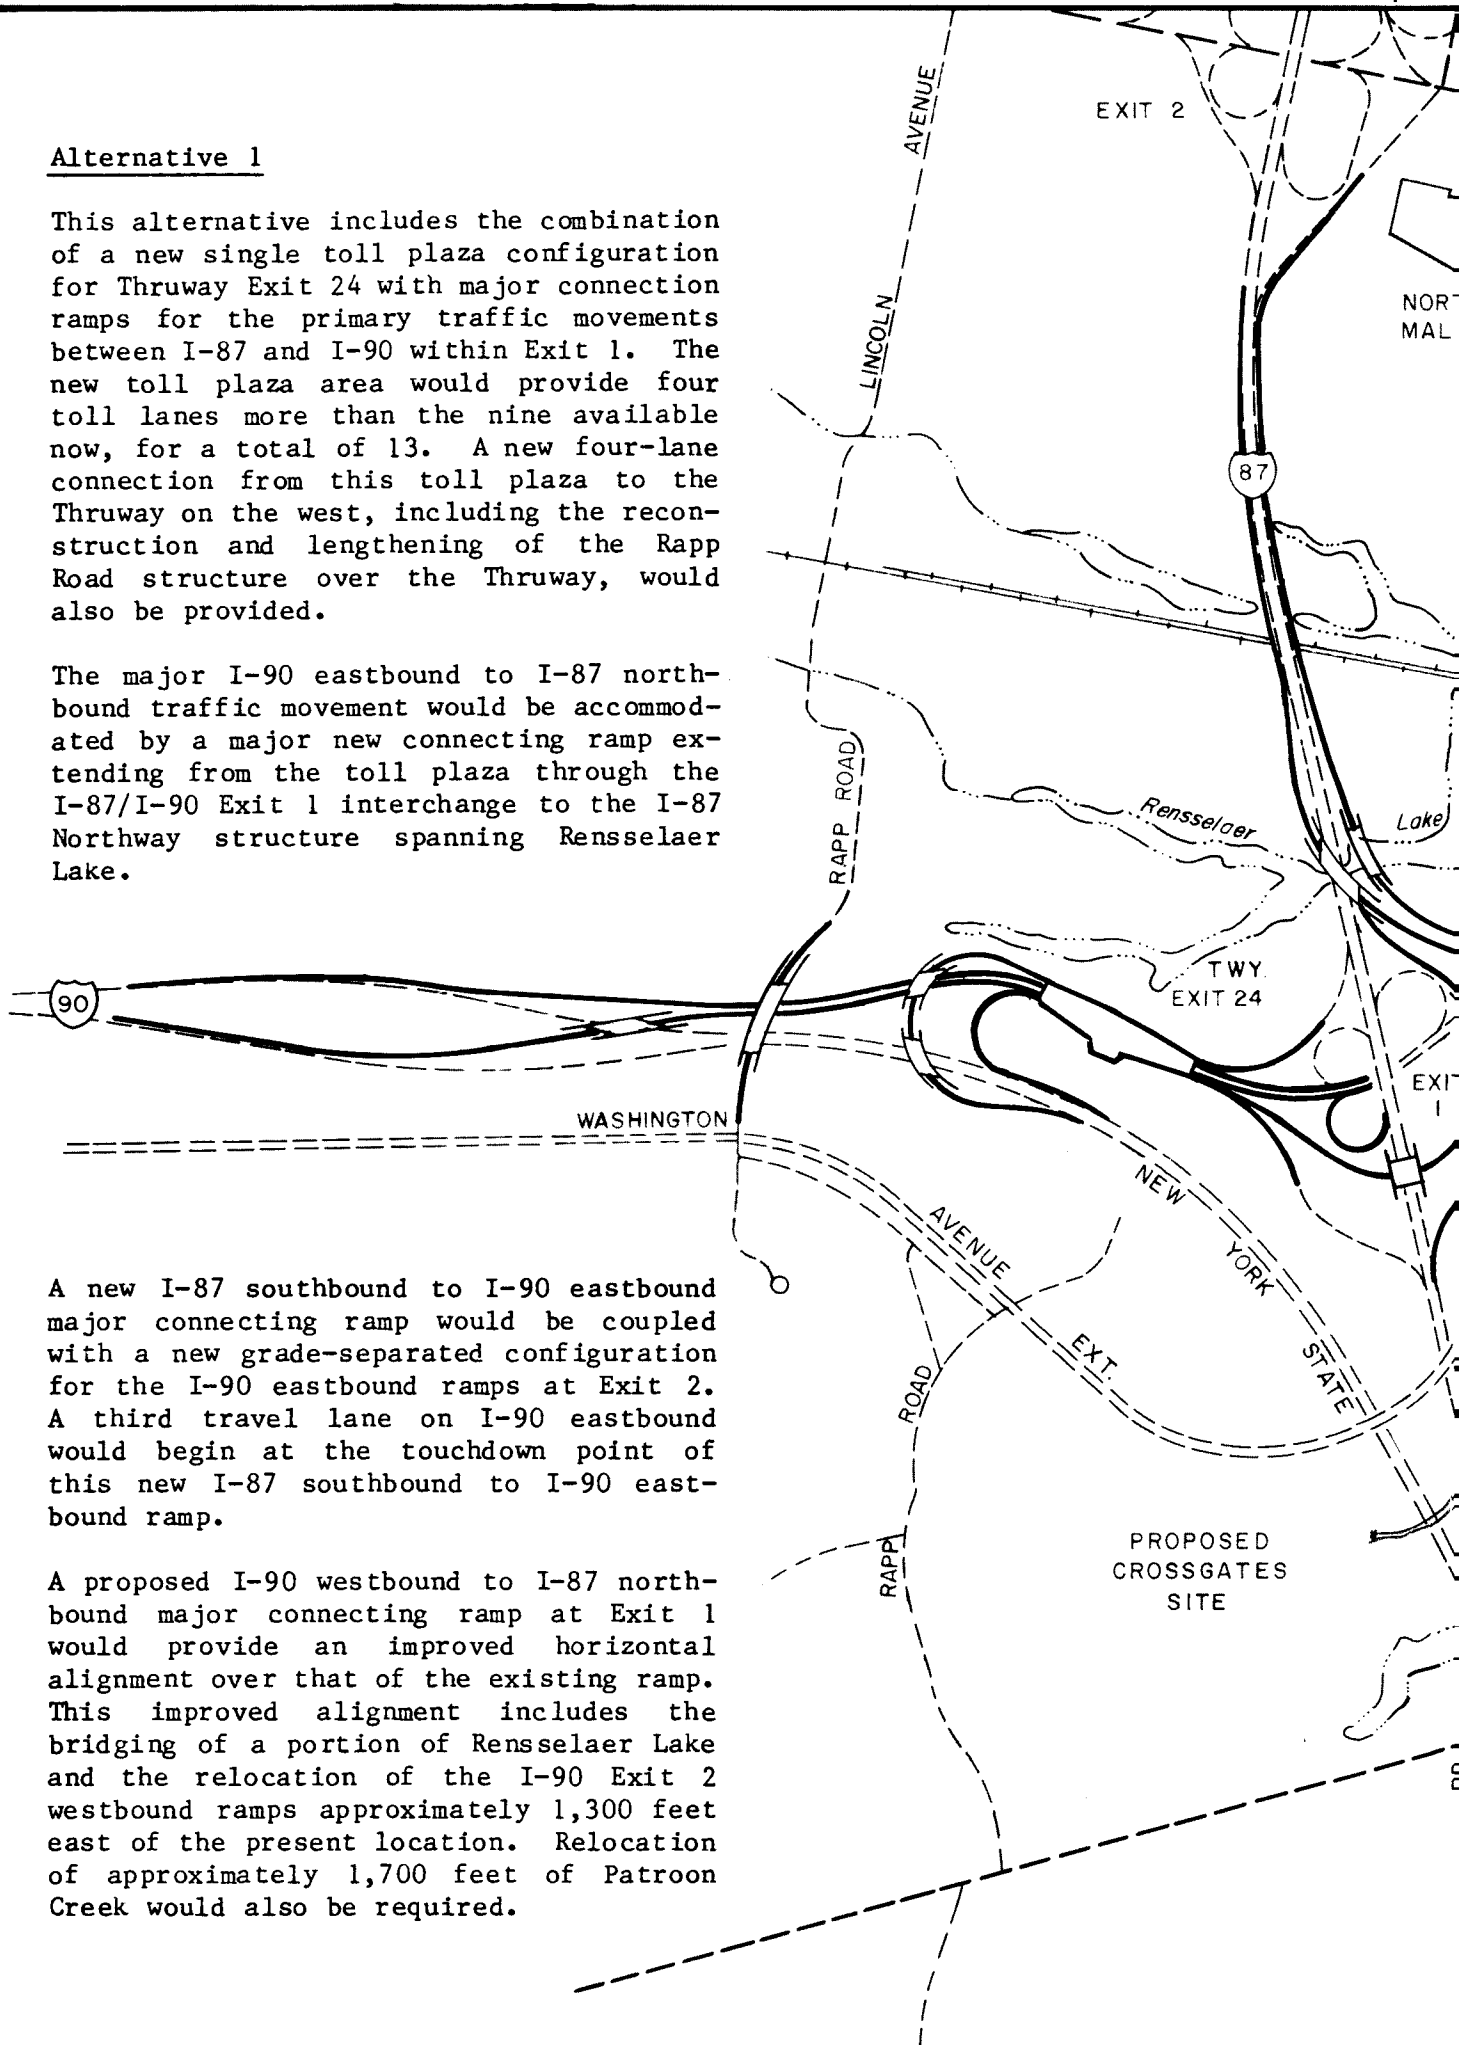 Alternative 1
This alternative includes the combination
of a new single toll plaza configuration
for Thruway Exit 24 with major connection
ramps for the primary traffic movements
between I-87 and I-90 within Exit 1. The
new toll plaza area would provide four
toll lanes more than the nine available
now, for a total of 13. A new four-lane
connection from this toll plaza to the
Thruway on the west, including the recon-
struction and lengthening of the Rapp
Road structure over the Thruway, would
also be provided.
The major I-90 eastbound to I-87 north-
bound traffic movement would be accommod-
ated by a major new connecting ramp ex-
tending from the toll plaza through the
I-87/I-90 Exit 1 interchange to the I-87
Northway structure spanning Rensselaer
Lake.
A new I-87 southbound to I-90 eastbound
major connecting ramp would be coupled
with a new grade-separated configuration
for the I-90 eastbound ramps at Exit 2.
A third travel lane on I-90 eastbound
would begin at the touchdown point of
this new I-87 southbound to I-90 east-
bound ramp.
A proposed I-90 westbound to I-87 north-
bound major connecting ramp at Exit 1
would provide an improved horizontal
alignment over that of the existing ramp.
This improved alignment includes the
bridging of a portion of Rensselaer Lake
and the relocation of the I-90 Exit 2
westbound ramps approximately 1,300 feet
east of the present location. Relocation
of approximately 1,700 feet of Patroon
Creek would also be required.
EXIT 2
LINCOLN AVENUE
NORT
MAL
87
RAPP ROAD
Rensselaer Lake
90
TWY.
EXIT 24
EXIT
1
WASHINGTON AVENUE EXT.
NEW YORK STATE
RAPP ROAD
PROPOSED
CROSSGATES
SITE